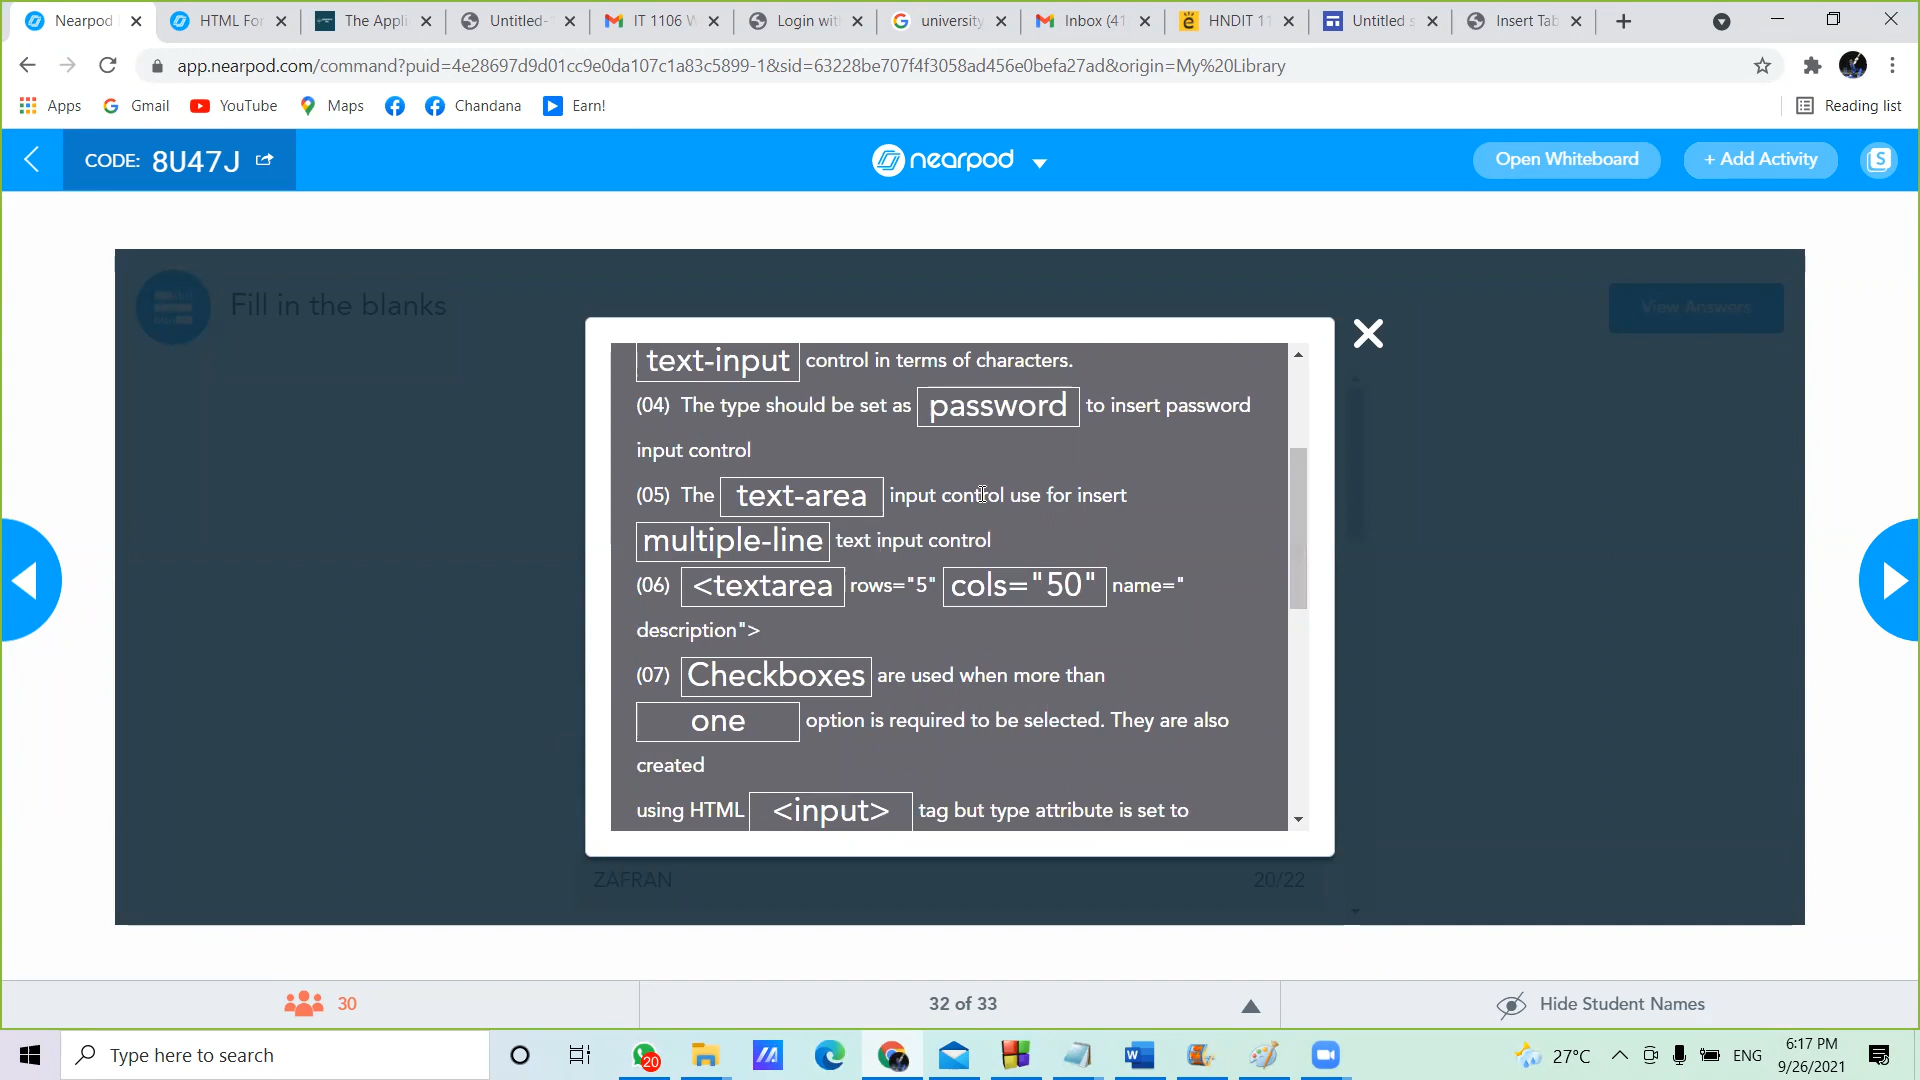 Nearpod
HTML For
The Appli
Untitled-
IT 1106 W
Login wit
university
Inbox (41
HNDIT 11
Untitled s
Insert Tab
app.nearpod.com/command?puid=4e28697d9d01cc9e0da107c1a83c5899-1&sid=63228be707f4f3058ad456e0befa27ad&origin=My%20Library
Apps
Gmail
YouTube
Maps
Chandana
Earn!
Reading list
CODE: 8U47J
nearpod
Open Whiteboard
+ Add Activity
S
Fill in the blanks
View Answers
text-input control in terms of characters.
(04) The type should be set as password to insert password
input control
(05) The text-area input control use for insert
multiple-line text input control
(06) <textarea rows="5" cols="50" name="
description">
(07) Checkboxes are used when more than
one option is required to be selected. They are also
created
using HTML <input> tag but type attribute is set to
ZAFRAN 20/22
30
32 of 33
Hide Student Names
Type here to search
20
27°C
ENG
6:17 PM
9/26/2021